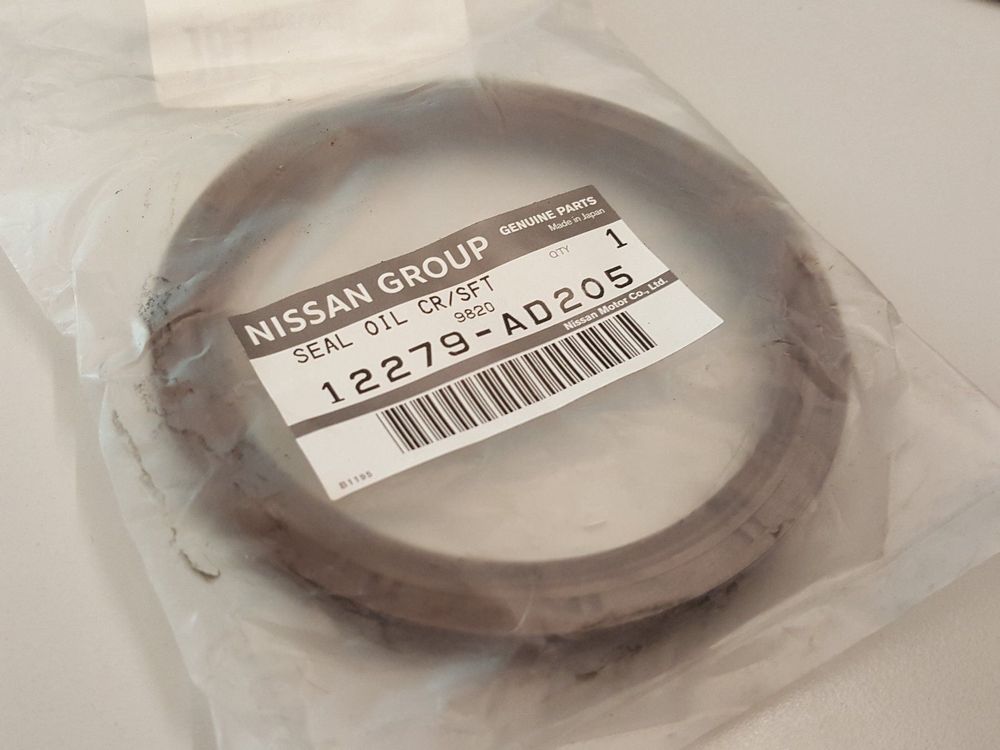 NISSAN GROUP GENUINE PARTS
Made in Japan
SEAL OIL CR/SFT QTY 1
9820
12279-AD205
Nissan Motor Co., Ltd.
B1195